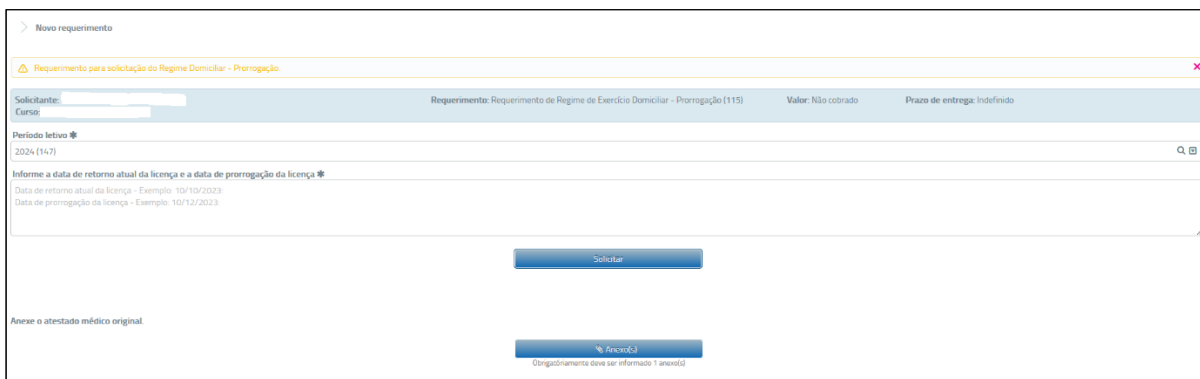 Novo requerimento
Requerimento para solicitação do Regime Domiciliar - Prorrogação.
Solicitante: Requerimento: Requerimento de Regime de Exercício Domiciliar - Prorrogação (115) Valor: Não cobrado Prazo de entrega: Indefinido
Curso:
Período letivo ✱
2024 (147)
Informe a data de retorno atual da licença e a data de prorrogação da licença ✱
Data de retorno atual da licença - Exemplo: 10/10/2023:
Data de prorrogação da licença - Exemplo: 10/12/2023:
Solicitar
Anexe o atestado médico original.
Anexo(s)
Obrigatóriamente deve ser informado 1 anexo(s)